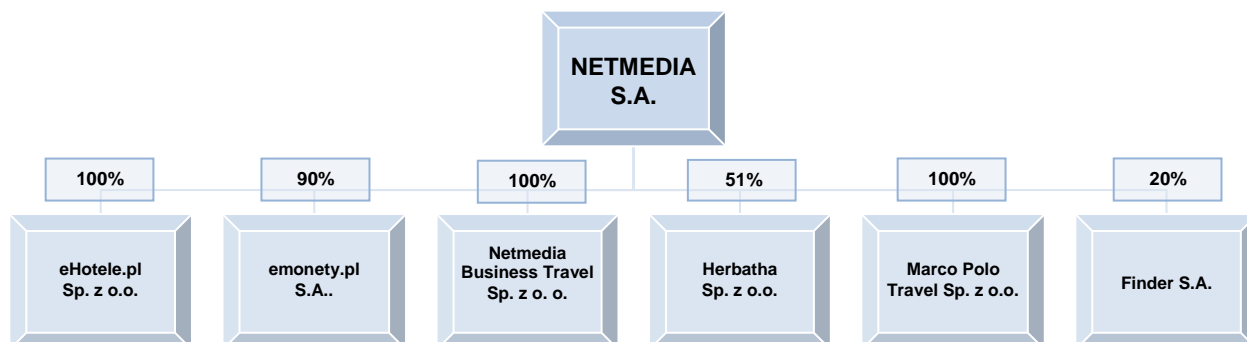 NETMEDIA
S.A.
100%
90%
100%
51%
100%
20%
eHotele.pl
Sp. z o.o.
emonety.pl
S.A..
Netmedia
Business Travel
Sp. z o. o.
Herbatha
Sp. z o.o.
Marco Polo
Travel Sp. z o.o.
Finder S.A.